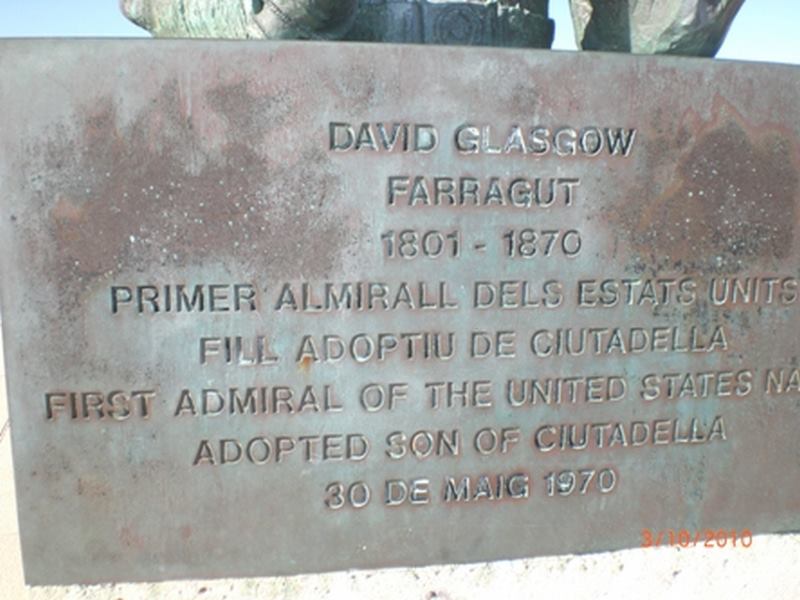 DAVID GLASGOW
FARRAGUT
1801 - 1870
PRIMER ALMIRALL DELS ESTATS UNITS
FILL ADOPTIU DE CIUTADELLA
FIRST ADMIRAL OF THE UNITED STATES NA
ADOPTED SON OF CIUTADELLA
30 DE MAIG 1970
3/10/2010